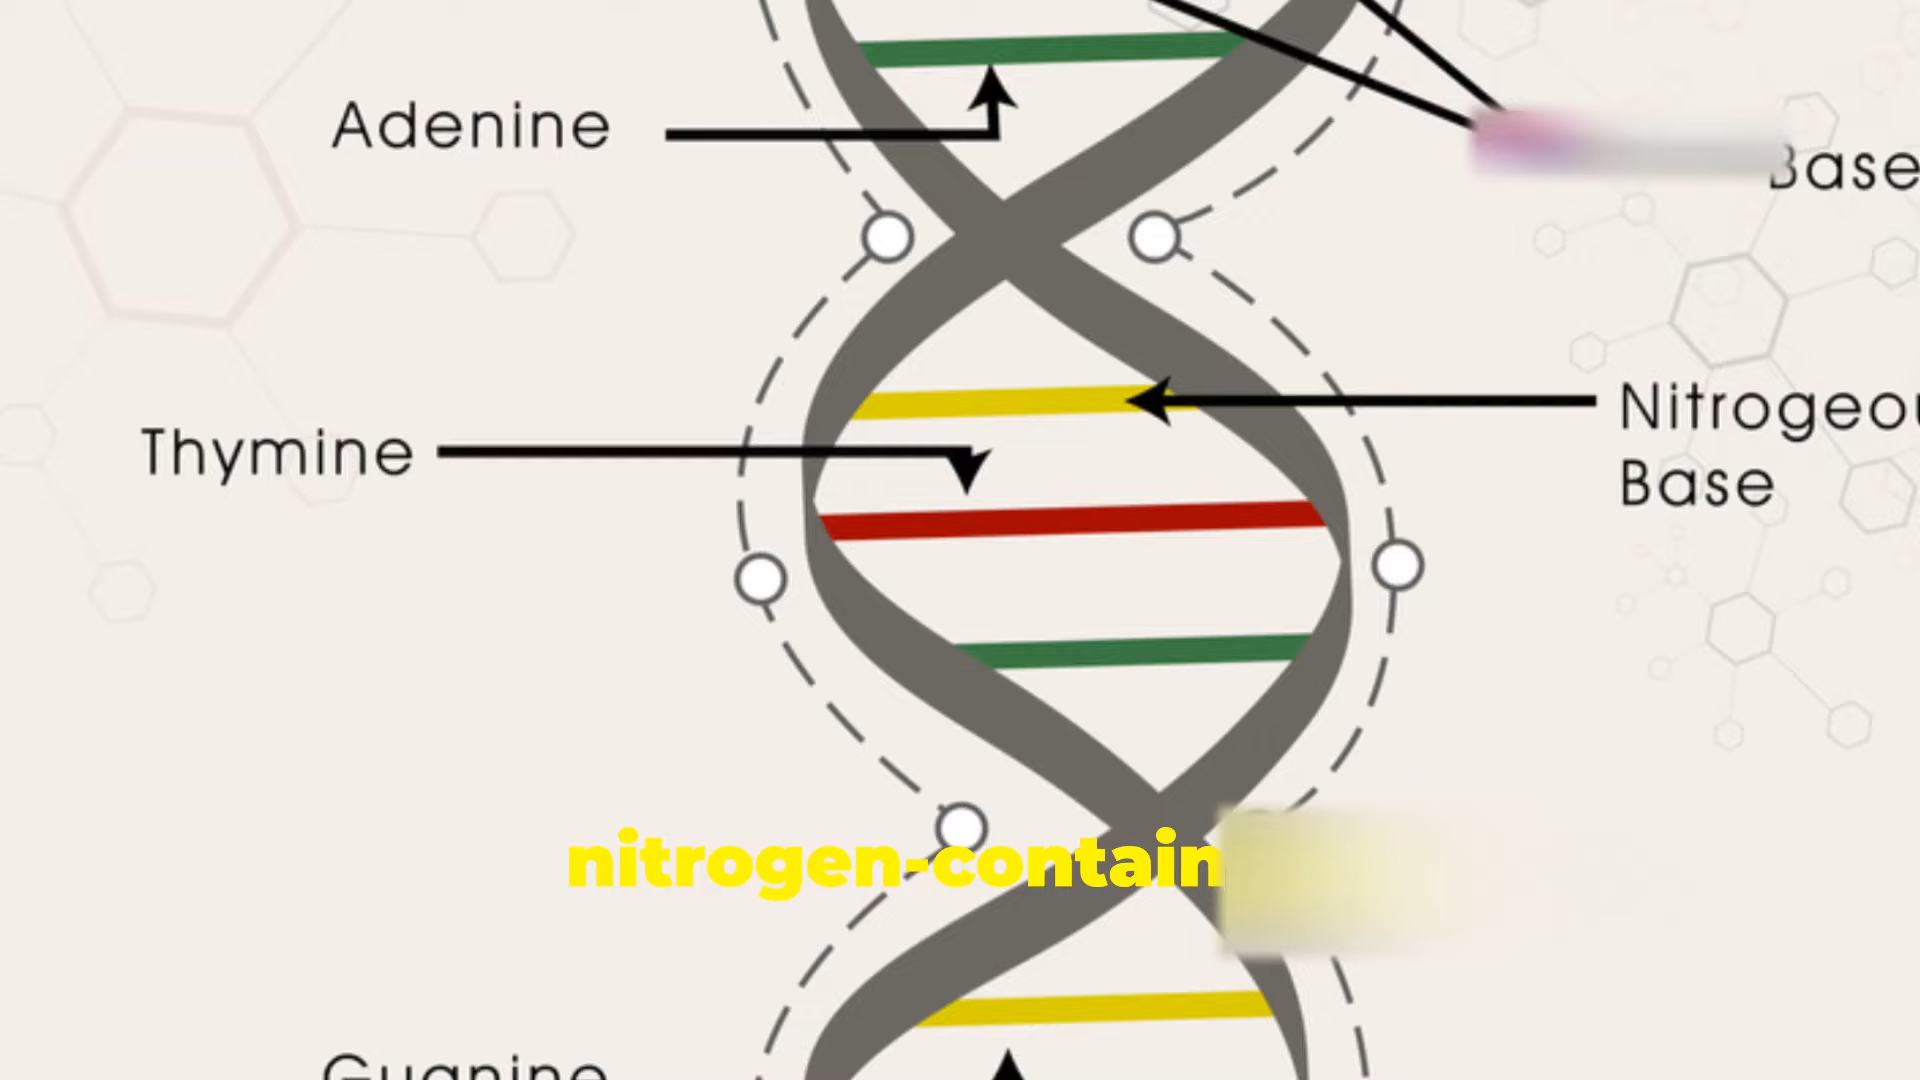 Adenine
Base
Thymine
Nitrogeou
Base
nitrogen-contain
Guanine